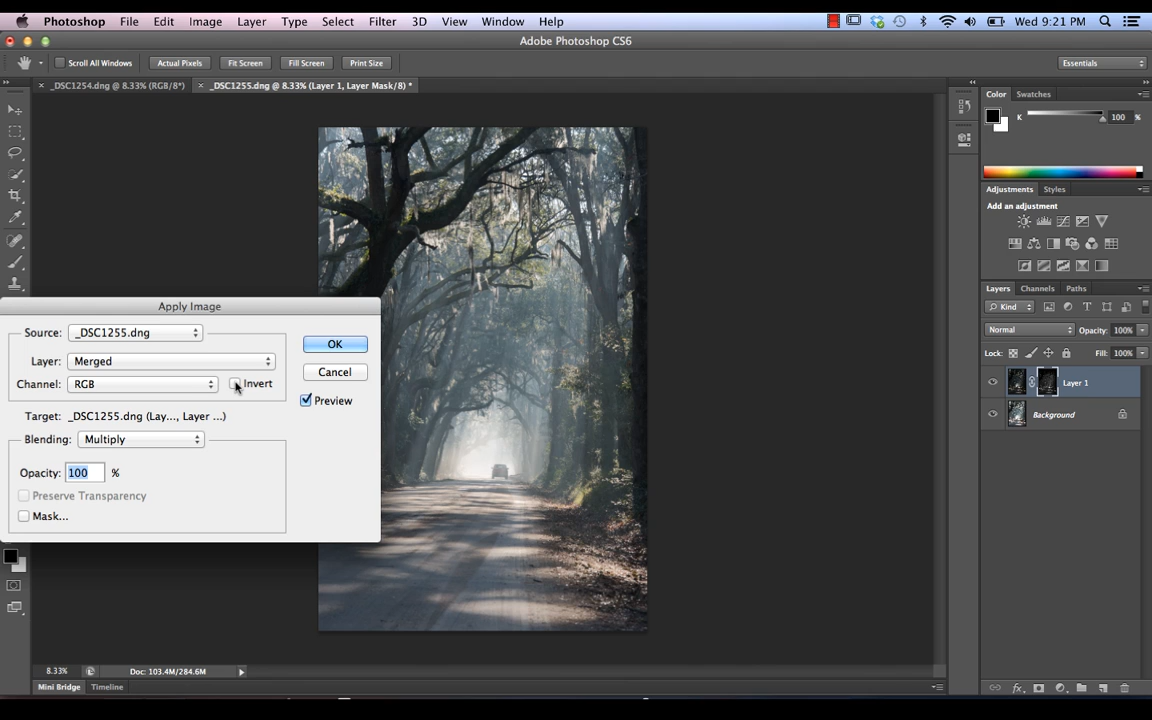 Photoshop File Edit Image Layer Type Select Filter 3D View Window Help Wed 9:21 PM
Adobe Photoshop CS6
Scroll All Windows Actual Pixels Fit Screen Fill Screen Print Size Essentials
_DSC1254.dng @ 8.33% (RGB/8*) _DSC1255.dng @ 8.33% (Layer 1, Layer Mask/8) *
Color Swatches
K 100 %
Adjustments Styles
Add an adjustment
Layers Channels Paths
Kind
Normal Opacity: 100%
Lock: Fill: 100%
Layer 1
Background
Apply Image
Source: _DSC1255.dng
Layer: Merged
Channel: RGB Invert
Target: _DSC1255.dng (Lay..., Layer ...)
Blending: Multiply
Opacity: 100 %
Preserve Transparency
Mask...
OK
Cancel
Preview
8.33% Doc: 103.4M/284.6M
Mini Bridge Timeline